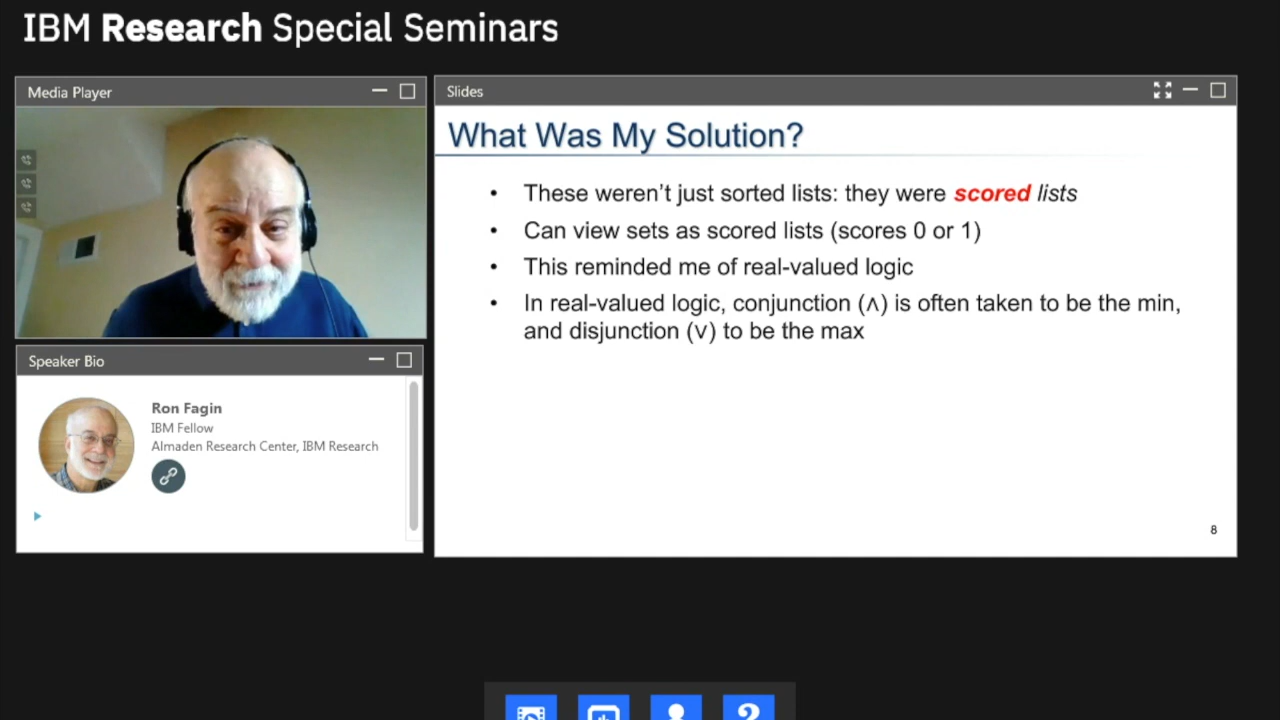 IBM Research Special Seminars
Media Player
Slides
What Was My Solution?
• These weren’t just sorted lists: they were scored lists
• Can view sets as scored lists (scores 0 or 1)
• This reminded me of real-valued logic
• In real-valued logic, conjunction (∧) is often taken to be the min,
and disjunction (∨) to be the max
8
Speaker Bio
Ron Fagin
IBM Fellow
Almaden Research Center, IBM Research
?